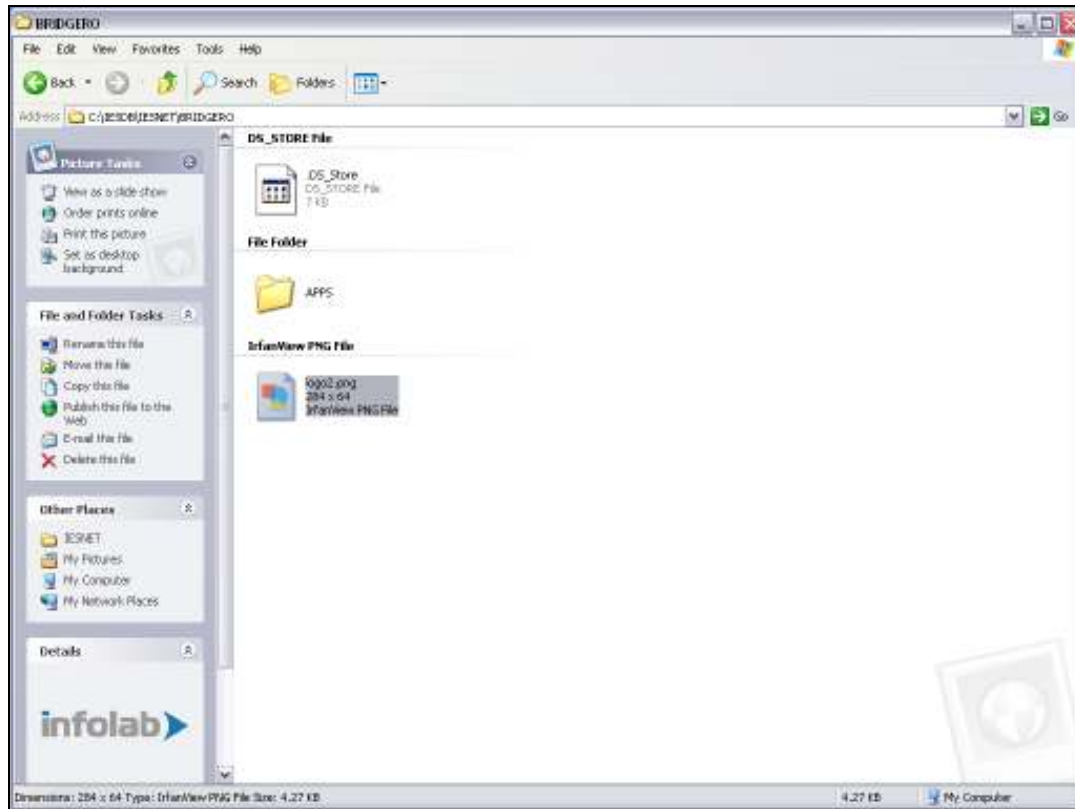 BRIDGERO
File Edit View Favorites Tools Help
Back Search Folders
Address C:\IESDB\IESNET\BRIDGERO Go
Picture Tasks
View as a slide show
Order prints online
Print this picture
Set as desktop
background
File and Folder Tasks
Rename this file
Move this file
Copy this file
Publish this file to the
Web
E-mail this file
Delete this file
Other Places
IESNET
My Pictures
My Computer
My Network Places
Details
infolab
DS_STORE File
.DS_Store
DS_STORE File
7 KB
File Folder
APPS
IrfanView PNG File
logo2.png
284 x 64
IrfanView PNG File
Dimensions: 284 x 64 Type: IrfanView PNG File Size: 4.27 KB 4.27 KB My Computer